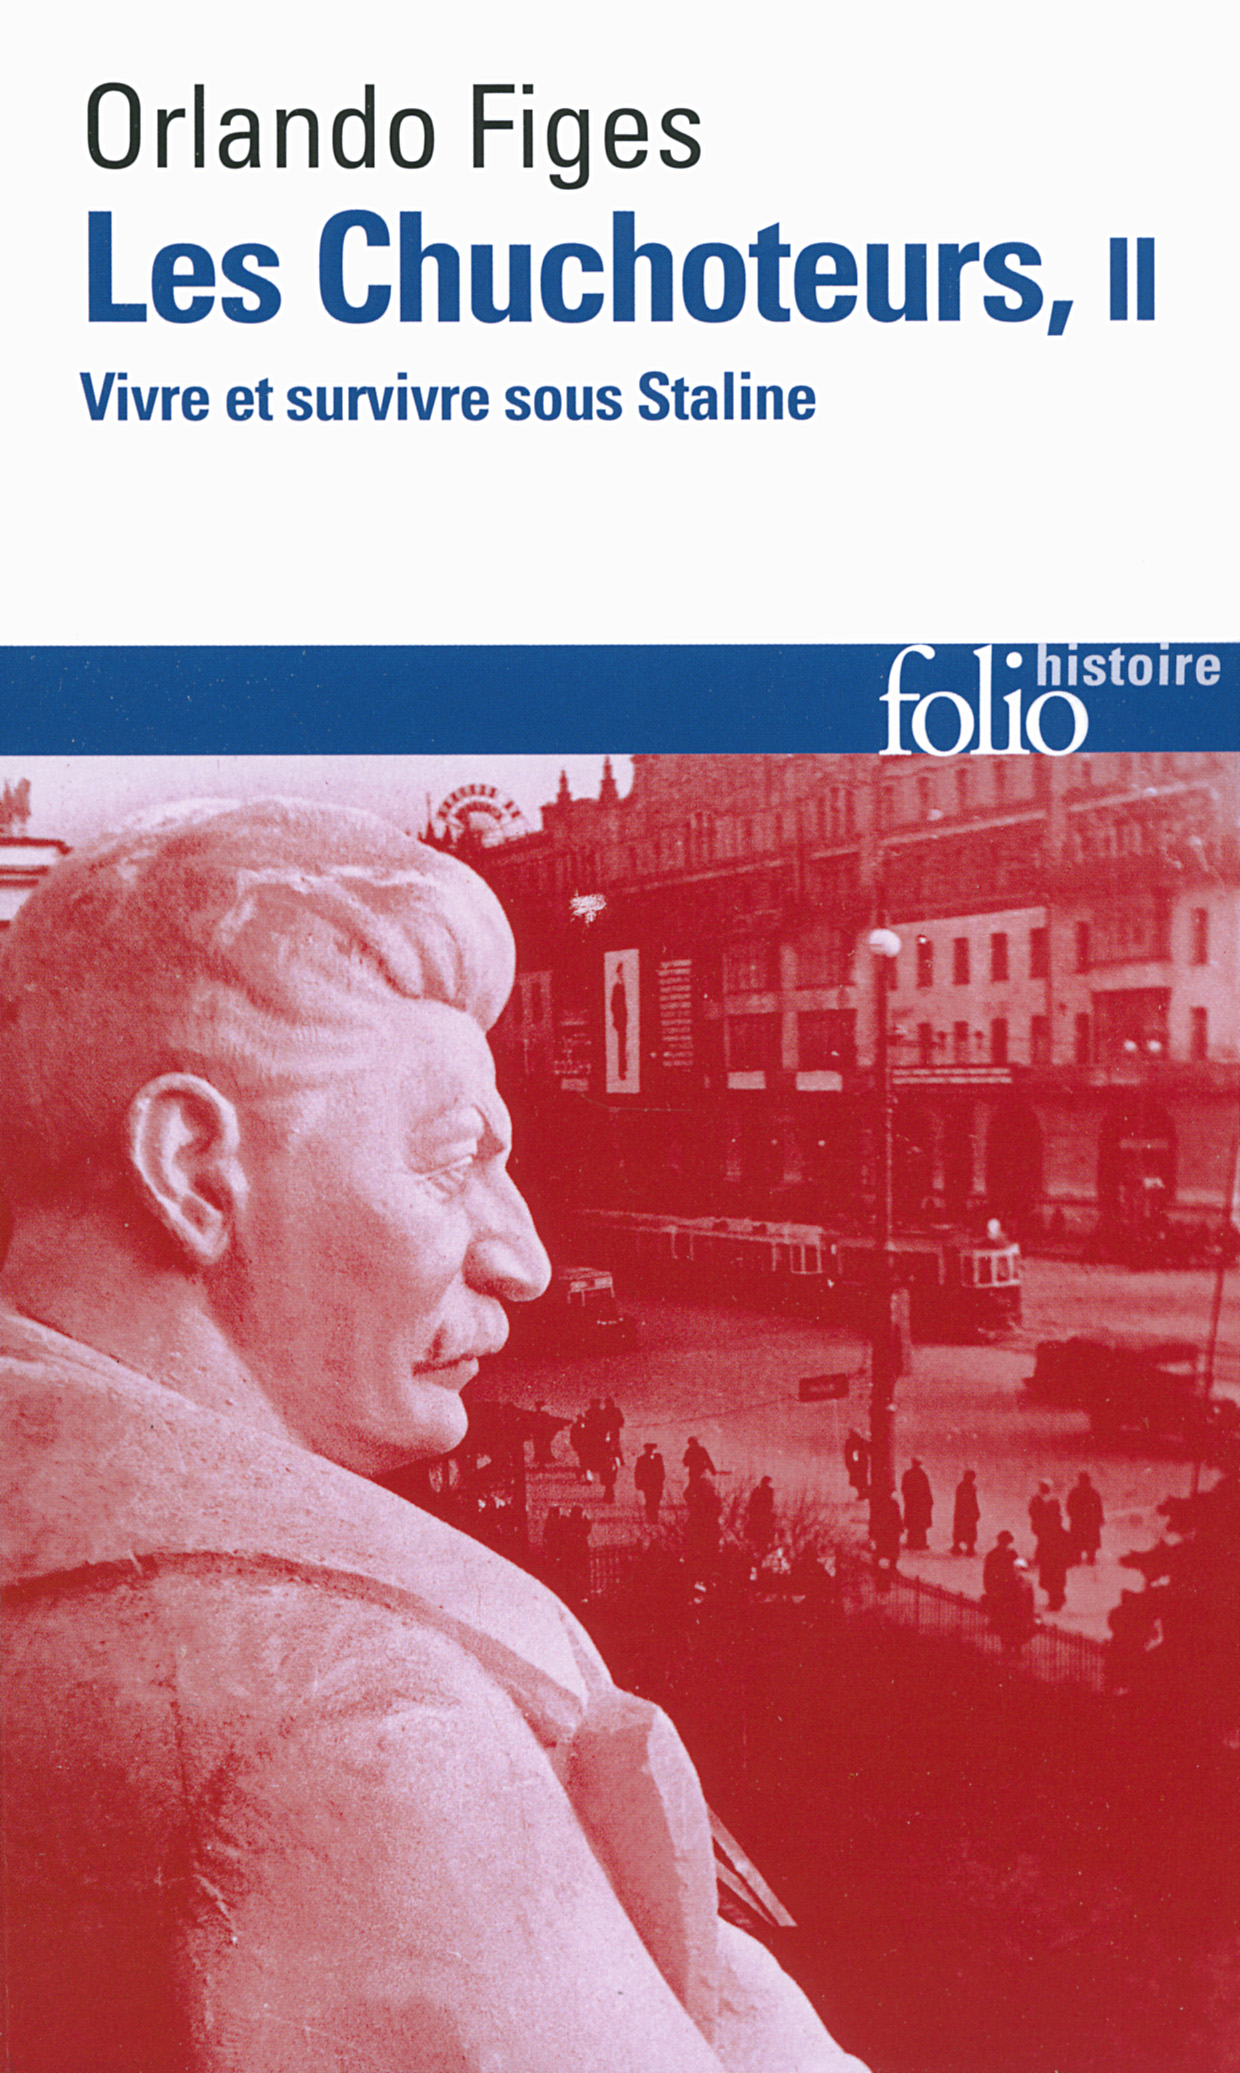 Orlando Figes
Les Chuchoteurs, II
Vivre et survivre sous Staline
folio histoire